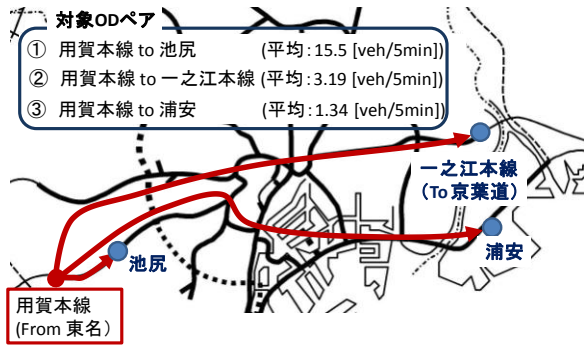 対象ODペア
① 用賀本線 to 池尻 (平均:15.5 [veh/5min])
② 用賀本線 to 一之江本線 (平均:3.19 [veh/5min])
③ 用賀本線 to 浦安 (平均:1.34 [veh/5min])
一之江本線
(To 京葉道)
池尻
浦安
用賀本線
(From 東名)